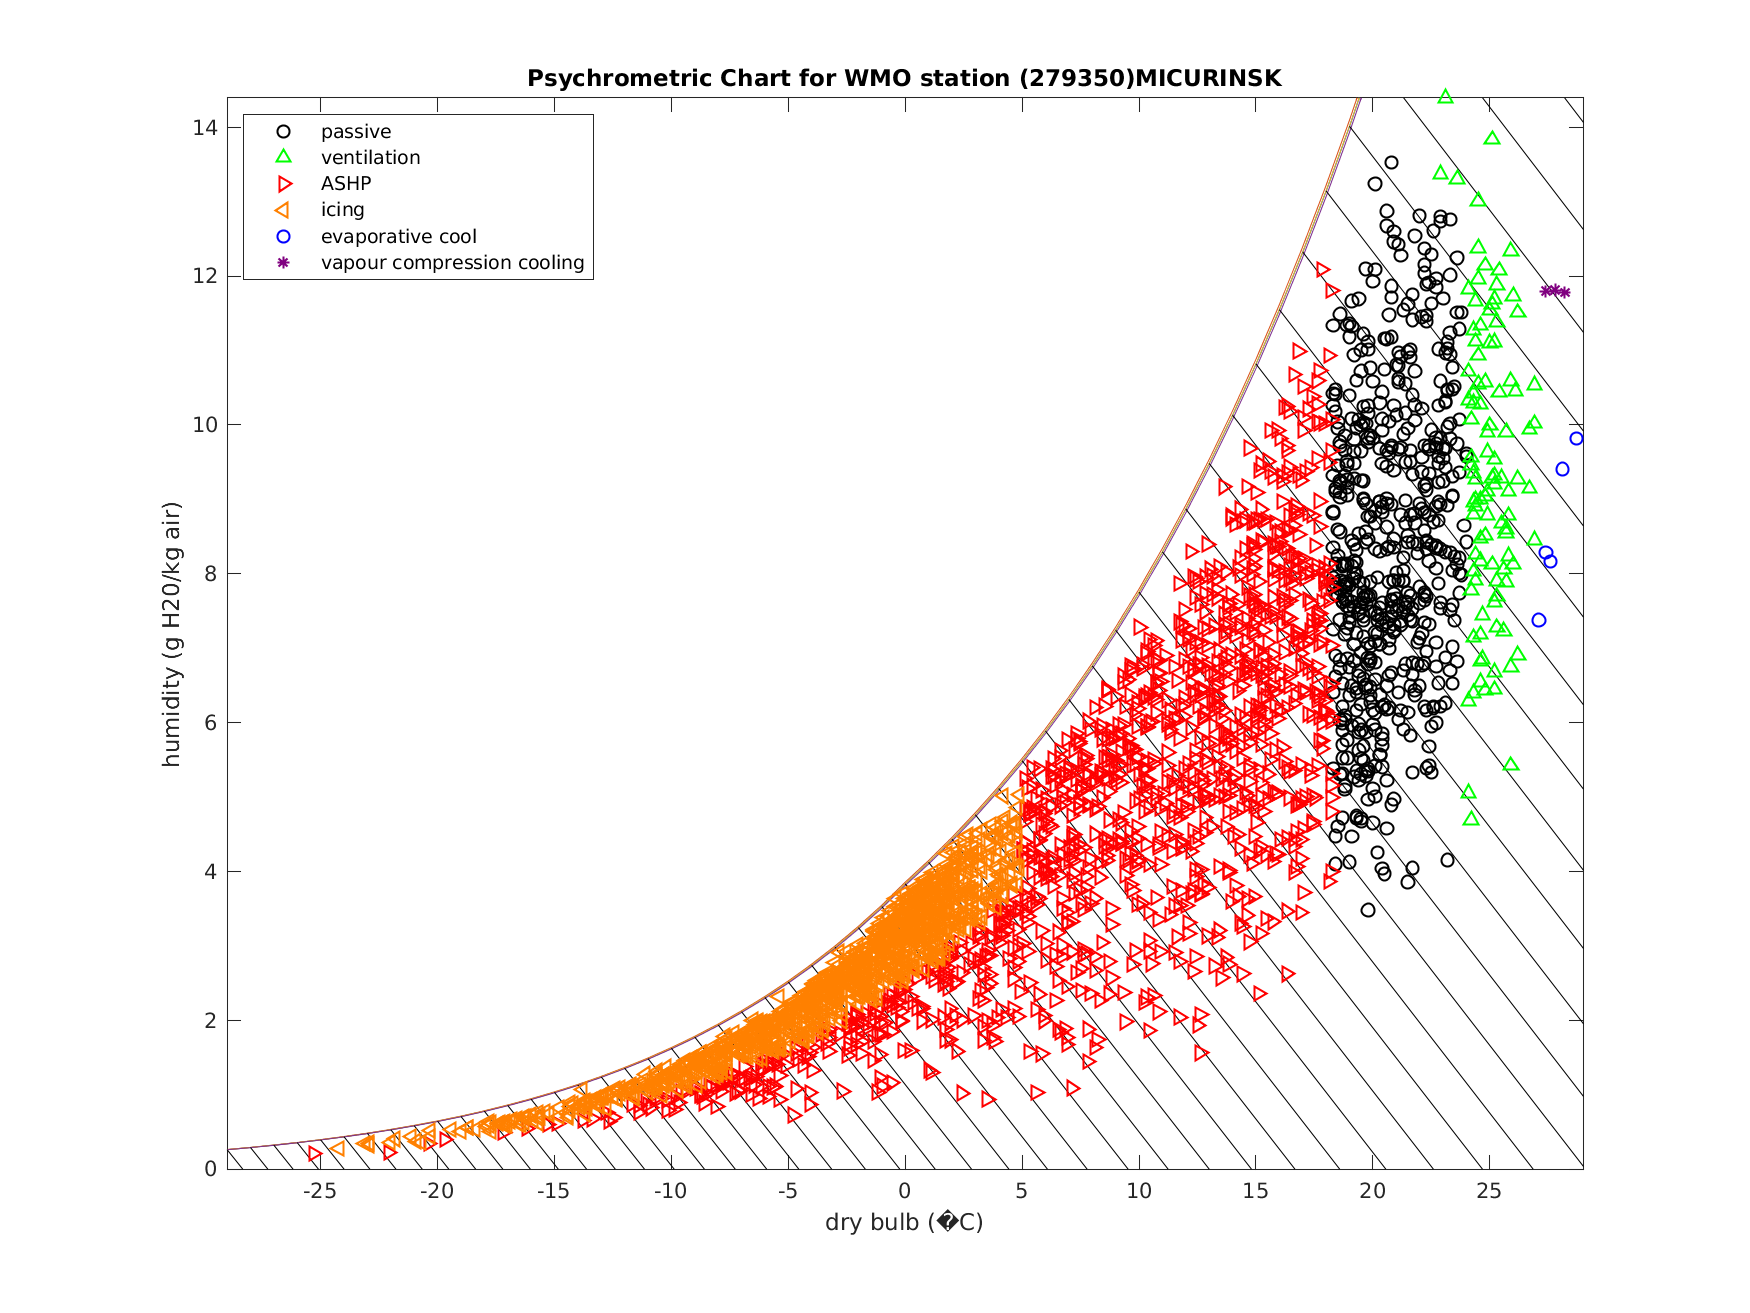 Psychrometric Chart for WMO station (279350)MICURINSK
passive
ventilation
ASHP
icing
evaporative cool
vapour compression cooling
14
12
10
8
6
4
2
0
humidity (g H20/kg air)
-25 -20 -15 -10 -5 0 5 10 15 20 25
dry bulb (�C)